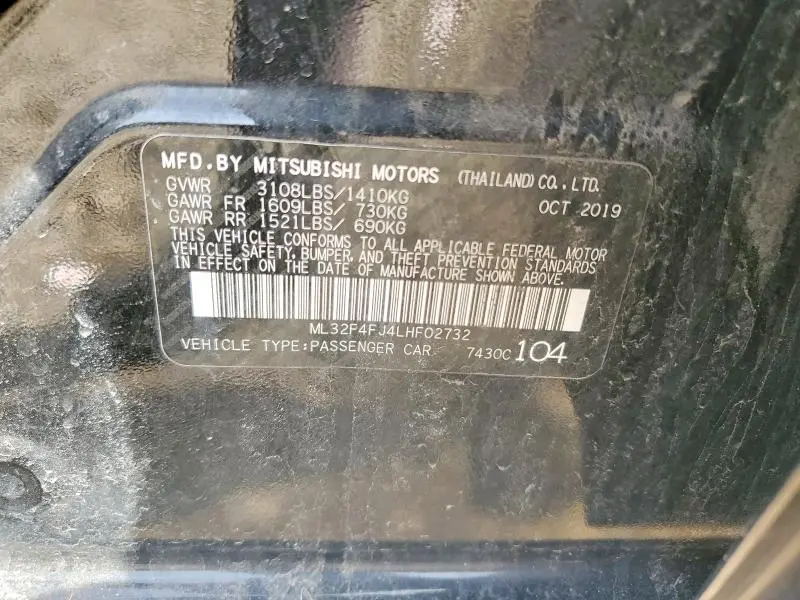 MFD.BY MITSUBISHI MOTORS (THAILAND) CO., LTD.
GVWR 3108LBS/1410KG
GAWR FR 1609LBS/ 730KG OCT 2019
GAWR RR 1521LBS/ 690KG
THIS VEHICLE CONFORMS TO ALL APPLICABLE FEDERAL MOTOR
VEHICLE SAFETY, BUMPER, AND THEFT PREVENTION STANDARDS
IN EFFECT ON THE DATE OF MANUFACTURE SHOWN ABOVE.
ML32F4FJ4LHF02732
VEHICLE TYPE:PASSENGER CAR 7430C 104